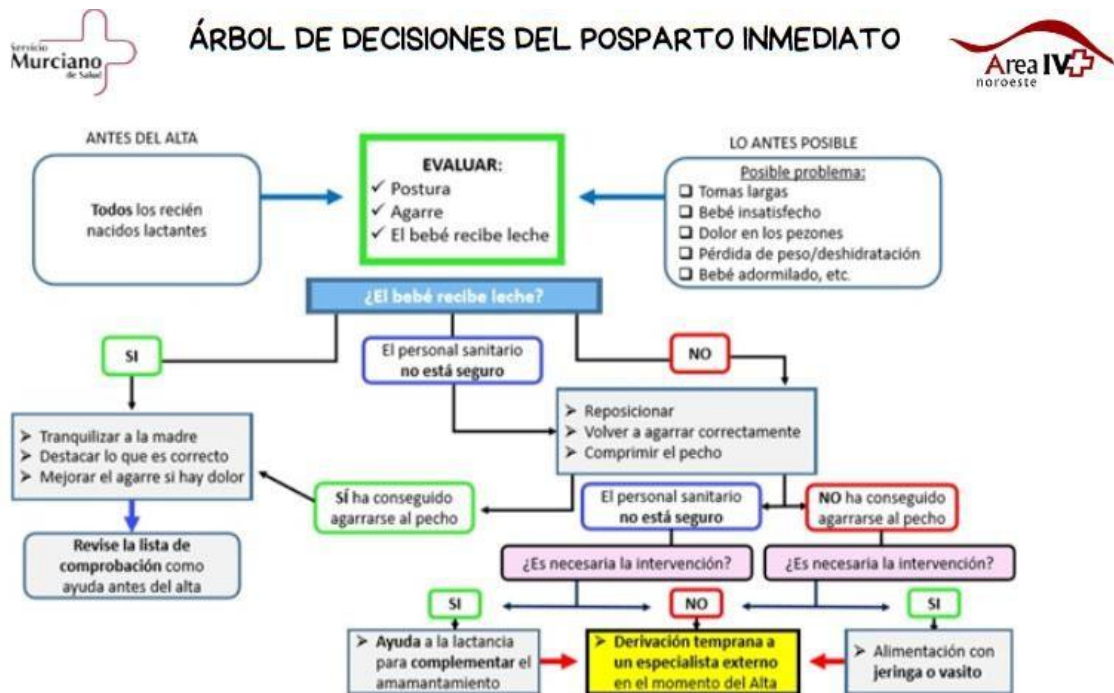 Servicio
Murciano
de Salud
ÁRBOL DE DECISIONES DEL POSPARTO INMEDIATO
Area IV
noroeste
ANTES DEL ALTA
Todos los recién
nacidos lactantes
EVALUAR:
✓ Postura
✓ Agarre
✓ El bebé recibe leche
LO ANTES POSIBLE
Posible problema:
❑ Tomas largas
❑ Bebé insatisfecho
❑ Dolor en los pezones
❑ Pérdida de peso/deshidratación
❑ Bebé adormilado, etc.
¿El bebé recibe leche?
SI
El personal sanitario
no está seguro
NO
➤ Tranquilizar a la madre
➤ Destacar lo que es correcto
➤ Mejorar el agarre si hay dolor
➤ Reposicionar
➤ Volver a agarrar correctamente
➤ Comprimir el pecho
SÍ ha conseguido
agarrarse al pecho
El personal sanitario
no está seguro
NO ha conseguido
agarrarse al pecho
Revise la lista de
comprobación como
ayuda antes del alta
¿Es necesaria la intervención?
¿Es necesaria la intervención?
SI
NO
SI
➤ Ayuda a la lactancia
para complementar el
amamantamiento
➤ Derivación temprana a
un especialista externo
en el momento del Alta
➤ Alimentación con
jeringa o vasito